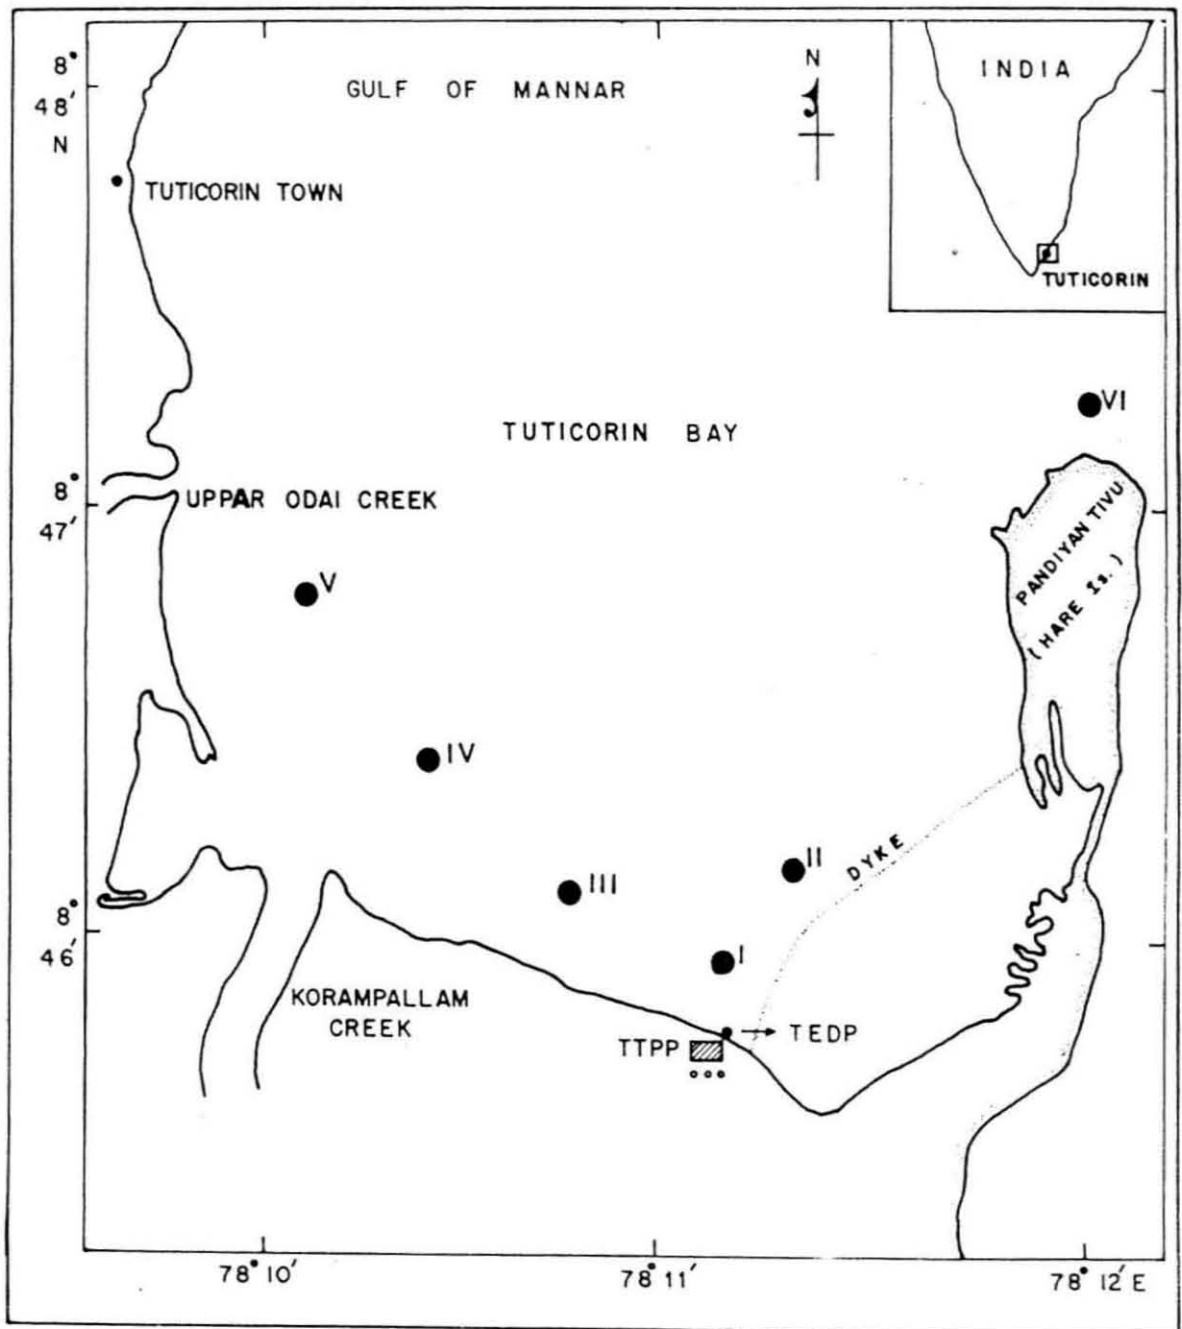 8°
48'
N
GULF OF MANNAR
N
INDIA
TUTICORIN
TUTICORIN TOWN
VI
TUTICORIN BAY
8°
47'
UPPAR ODAI CREEK
PANDIYAN TIVU
(HARE Is.)
V
IV
DYKE
II
III
8°
46'
I
KORAMPALLAM
CREEK
TTPP
TEDP
78°10'
78°11'
78°12'E